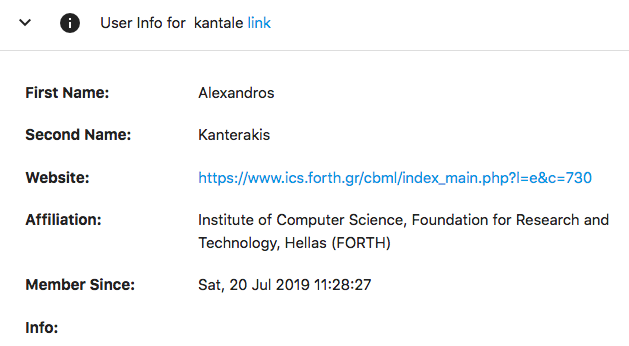 User Info for kantale link
First Name: Alexandros
Second Name: Kanterakis
Website: https://www.ics.forth.gr/cbml/index_main.php?l=e&c=730
Affiliation: Institute of Computer Science, Foundation for Research and
Technology, Hellas (FORTH)
Member Since: Sat, 20 Jul 2019 11:28:27
Info: